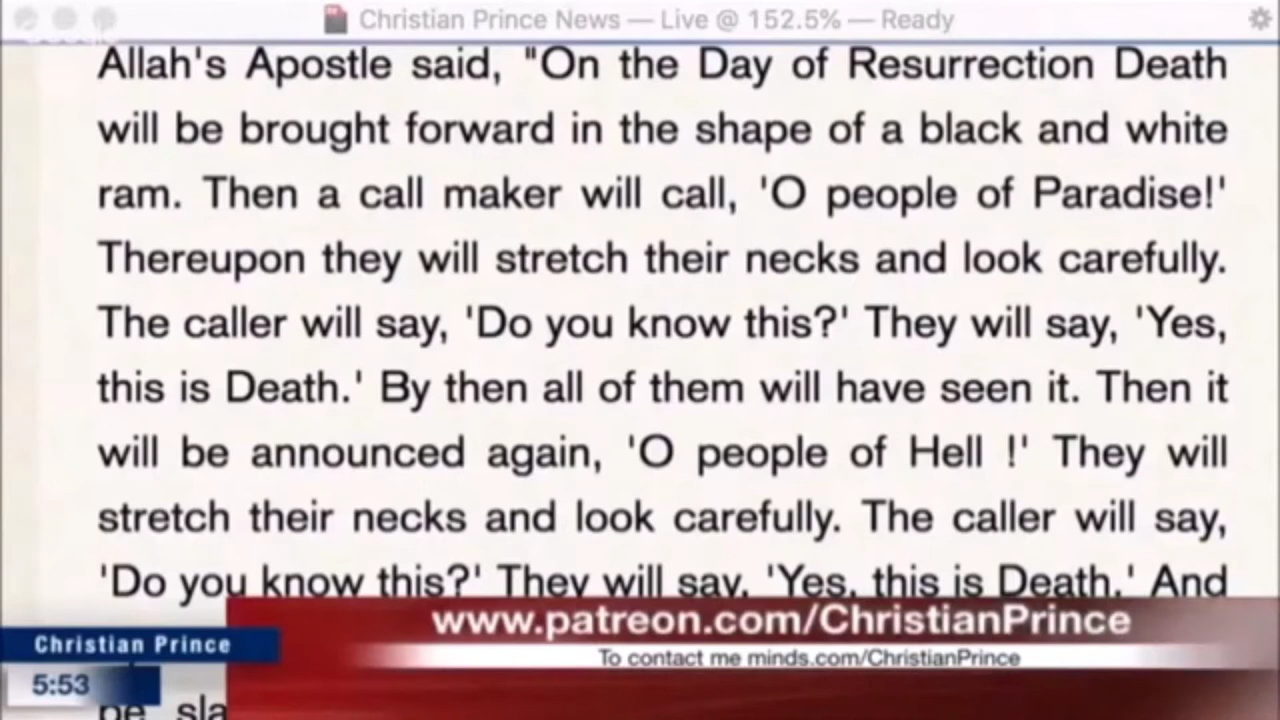 Christian Prince News — Live @ 152.5% — Ready
Allah's Apostle said, "On the Day of Resurrection Death
will be brought forward in the shape of a black and white
ram. Then a call maker will call, 'O people of Paradise!'
Thereupon they will stretch their necks and look carefully.
The caller will say, 'Do you know this?' They will say, 'Yes,
this is Death.' By then all of them will have seen it. Then it
will be announced again, 'O people of Hell !' They will
stretch their necks and look carefully. The caller will say,
'Do you know this?' They will say, 'Yes, this is Death.' And
www.patreon.com/ChristianPrince
Christian Prince
To contact me minds.com/ChristianPrince
5:53
be sla